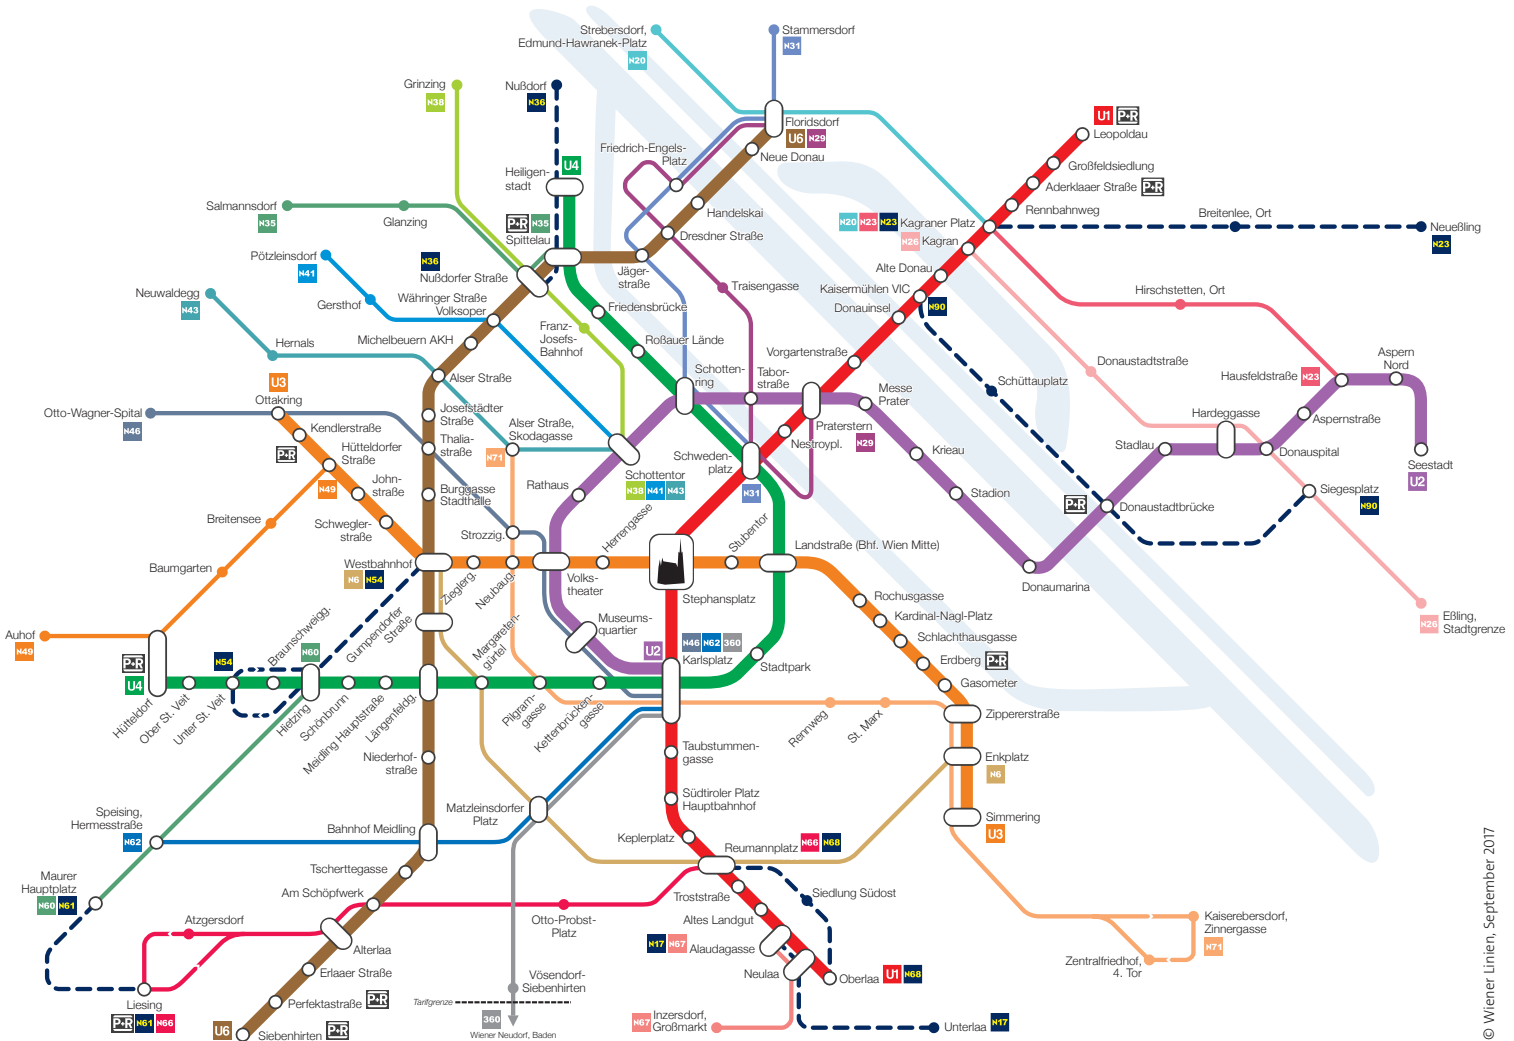 Strebersdorf,
Edmund-Hawranek-Platz
N20
Stammersdorf
N31
Grinzing
N38
Nußdorf
N36
Floridsdorf
U6 N29
Neue Donau
U1 P+R
Leopoldau
Großfeldsiedlung
Aderklaaer Straße P+R
Rennbahnweg
Friedrich-Engels-
Platz
Heiligen-
stadt
U4
Salmannsdorf
N35
Glanzing
P+R N35
Spittelau
Handelskai
Dresdner Straße
N20 N23 N23 Kagraner Platz
N26 Kagran
Breitenlee, Ort
Neueßling
N23
Pötzleinsdorf
N41
N36
Nußdorfer Straße
Jäger-
straße
Alte Donau
Traisengasse
Kaisermühlen VIC
N90
Donauinsel
Hirschstetten, Ort
Neuwaldegg
N43
Gersthof
Währinger Straße
Volksoper
Friedensbrücke
Franz-
Josefs-
Bahnhof
Michelbeuern AKH
Roßauer Lände
Hernals
Vorgartenstraße
Donaustadtstraße
Aspern
Nord
Hausfeldstraße N23
U3
Ottakring
Alser Straße
Schotten-
ring
Tabor-
straße
Schüttauplatz
Messe
Prater
Otto-Wagner-Spital
N46
Kendlerstraße
P+R
Josefstädter
Straße
Praterstern
N29
Hardeggasse
Aspernstraße
Hütteldorfer
Straße
Thalia-
straße
Alser Straße,
Skodagasse
N71
Nestroypl.
Krieau
Stadlau
Donauspital
Schweden-
platz
N31
Seestadt
U2
Schottentor
N38 N41 N43
N49
John-
straße
Burggasse
Stadthalle
Rathaus
Stadion
Siegesplatz
N90
P+R
Donaustadtbrücke
Breitensee
Schwegler-
straße
Strozzig.
Herrengasse
Stubentor
Landstraße (Bhf. Wien Mitte)
Westbahnhof
N6 N54
Baumgarten
Zieglerg.
Neubaug.
Volks-
theater
Stephansplatz
Donaumarina
Rochusgasse
Kardinal-Nagl-Platz
Schlachthausgasse
Eßling,
Stadtgrenze
N26
Auhof
N49
Braunschweigg.
Gumpendorfer
Straße
Margareten-
gürtel
Museums-
quartier
N46 N62 360
Karlsplatz
U2
Stadtpark
Erdberg P+R
Gasometer
P+R
U4
N54
N60
Hütteldorf
Ober St. Veit
Unter St. Veit
Hietzing
Schönbrunn
Meidling Hauptstraße
Längenfeldg.
Pilgram-
gasse
Kettenbrücken-
gasse
Rennweg
St. Marx
Zippererstraße
Niederhof-
straße
Taubstummen-
gasse
Enkplatz
N6
Südtiroler Platz
Hauptbahnhof
Speising,
Hermesstraße
N62
Bahnhof Meidling
Matzleinsdorfer
Platz
Keplerplatz
Simmering
U3
Reumannplatz N66 N68
Tscherttegasse
Maurer
Hauptplatz
N60 N61
Am Schöpfwerk
Troststraße
Siedlung Südost
Atzgersdorf
Otto-Probst-
Platz
Altes Landgut
Kaiserebersdorf,
Zinnergasse
N71
Alterlaa
N17 N67 Alaudagasse
Zentralfriedhof,
4. Tor
Neulaa
Oberlaa U1 N68
Erlaaer Straße
Vösendorf-
Siebenhirten
Liesing
P+R N61 N66
Perfektastraße P+R
Tarifgrenze
360
Wiener Neudorf, Baden
U6
Siebenhirten P+R
N67 Inzersdorf,
Großmarkt
Unterlaa N17
© Wiener Linien, September 2017